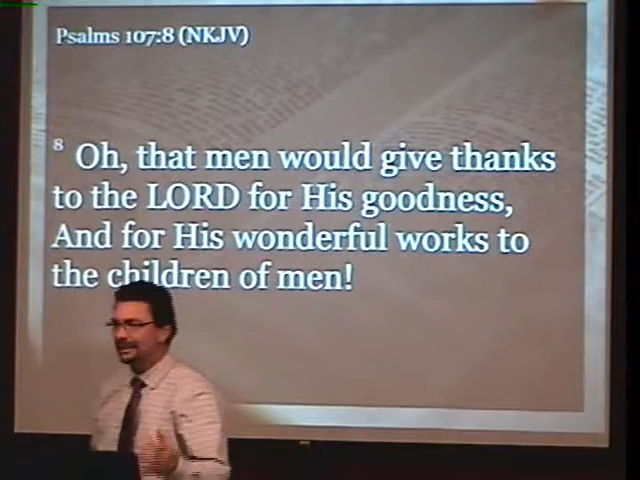 Psalms 107:8 (NKJV)
8 Oh, that men would give thanks
to the LORD for His goodness,
And for His wonderful works to
the children of men!